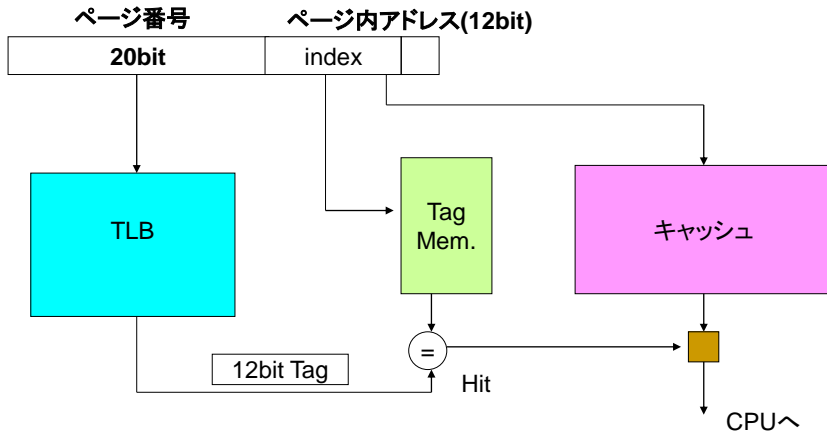 ページ番号
ページ内アドレス(12bit)
20bit
index
TLB
Tag
Mem.
キャッシュ
=
12bit Tag
Hit
CPUへ